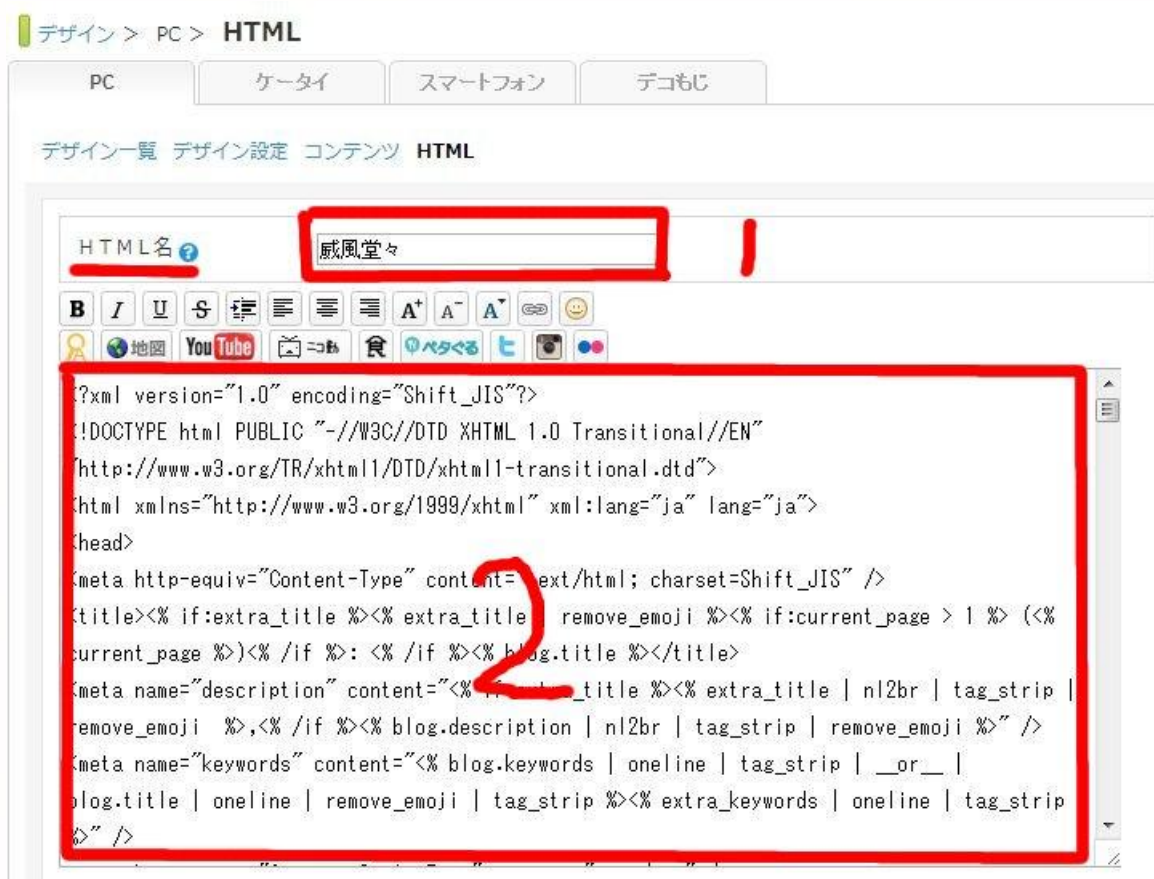 デザイン > PC > HTML
PC ケータイ スマートフォン デコもじ
デザイン一覧 デザイン設定 コンテンツ HTML
HTML名 ? 威風堂々 1
B I U S A+ A- A
地図 YouTube ニコ動 食 ペタぐる t
<?xml version="1.0" encoding="Shift_JIS"?>
<!DOCTYPE html PUBLIC "-//W3C//DTD XHTML 1.0 Transitional//EN"
"http://www.w3.org/TR/xhtml1/DTD/xhtml1-transitional.dtd">
<html xmlns="http://www.w3.org/1999/xhtml" xml:lang="ja" lang="ja">
<head>
<meta http-equiv="Content-Type" content="text/html; charset=Shift_JIS" />
<title><% if:extra_title %><% extra_title | remove_emoji %><% if:current_page > 1 %> (<%
current_page %>)<% /if %>: <% /if %><% blog.title %></title>
<meta name="description" content="<% if:extra_title %><% extra_title | nl2br | tag_strip |
remove_emoji  %>,<% /if %><% blog.description | nl2br | tag_strip | remove_emoji %>" />
<meta name="keywords" content="<% blog.keywords | oneline | tag_strip | __or__ |
blog.title | oneline | remove_emoji | tag_strip %><% extra_keywords | oneline | tag_strip
%>" />
2